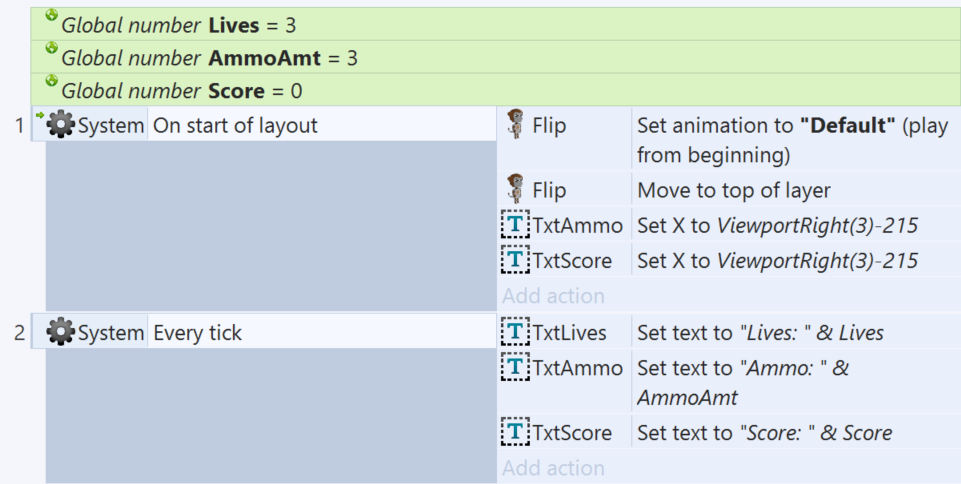 Global number Lives = 3
Global number AmmoAmt = 3
Global number Score = 0
1 System On start of layout Flip Set animation to "Default" (play
from beginning)
Flip Move to top of layer
TxtAmmo Set X to ViewportRight(3)-215
TxtScore Set X to ViewportRight(3)-215
Add action
2 System Every tick TxtLives Set text to "Lives: " & Lives
TxtAmmo Set text to "Ammo: " &
AmmoAmt
TxtScore Set text to "Score: " & Score
Add action